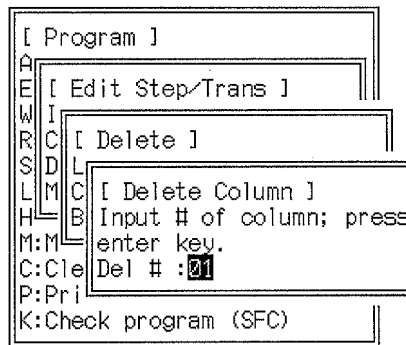 [ Program ]
A
E [ Edit Step/Trans ]
W I
R C [ Delete ]
S D L
L M C [ Delete Column ]
H B Input # of column; press
M:M enter key.
C:Cle Del # :01
P:Pri
K:Check program (SFC)